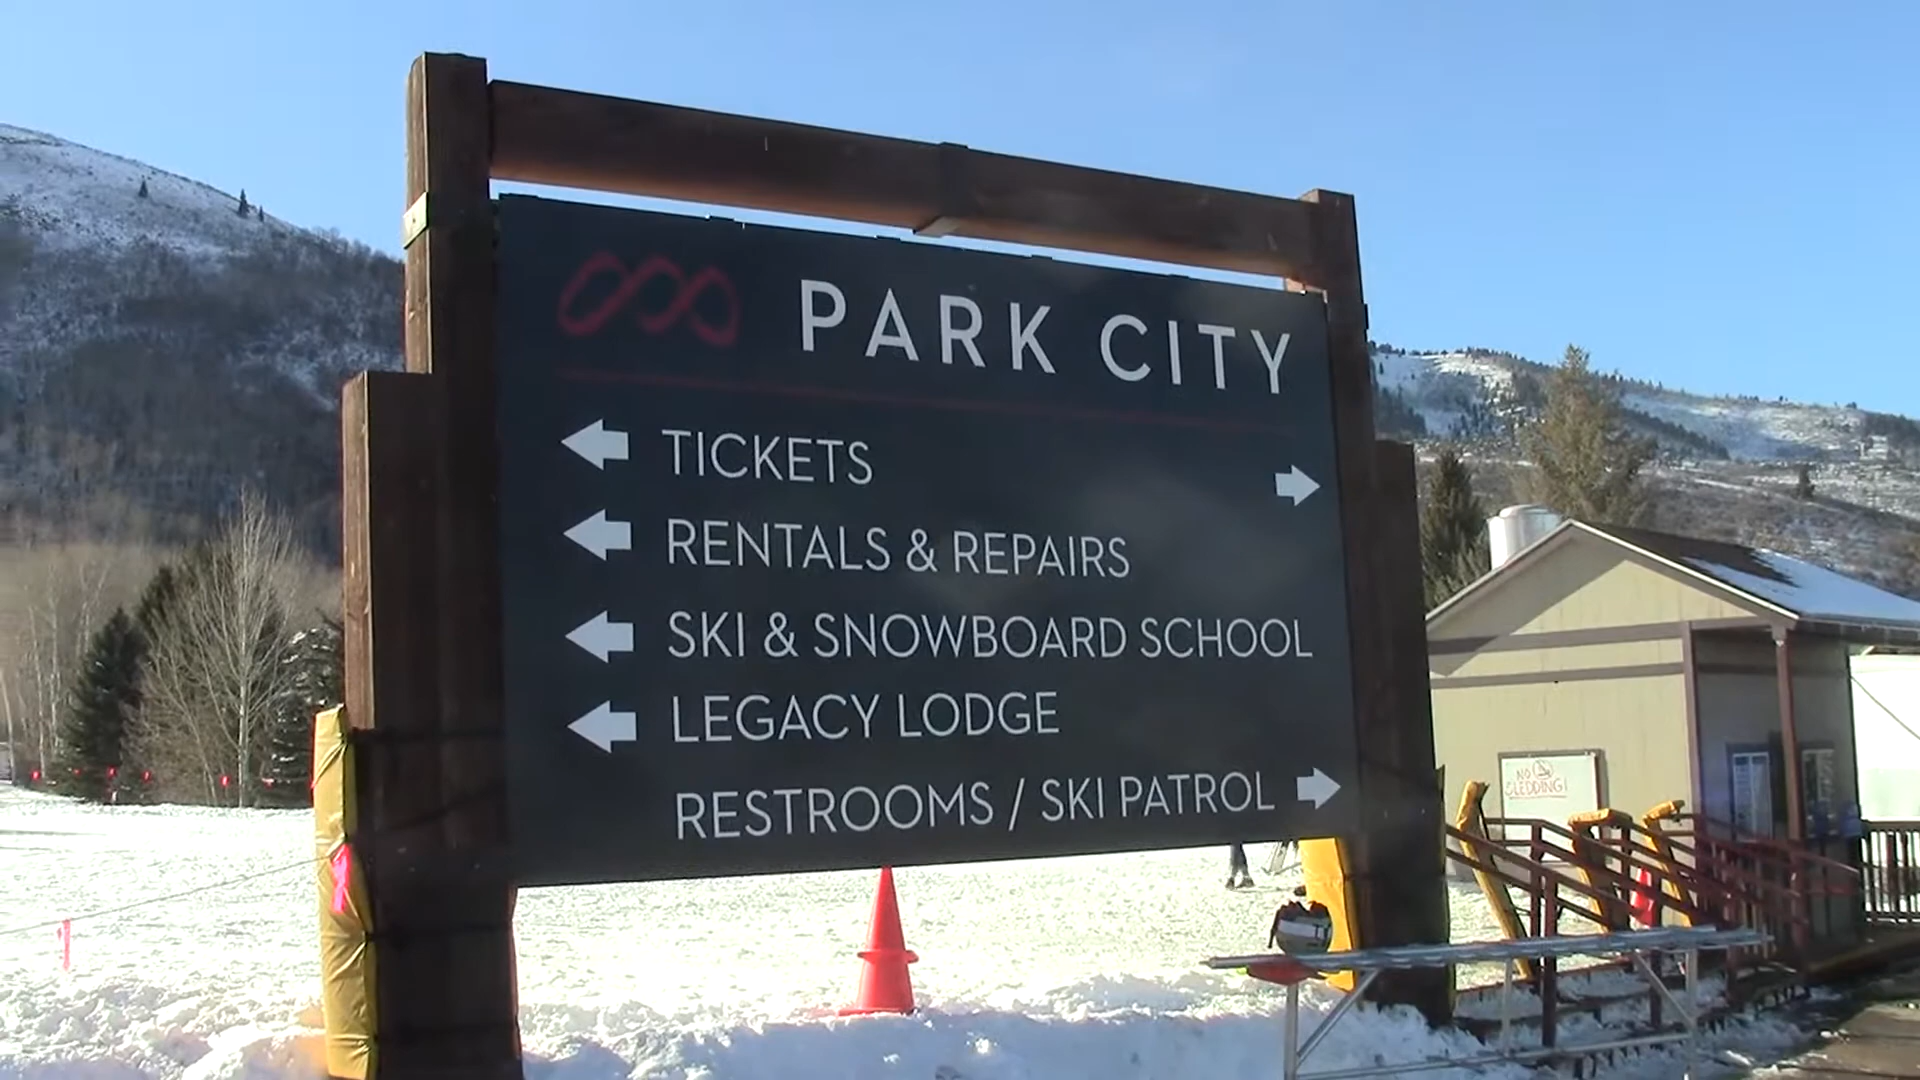 PARK CITY
TICKETS
RENTALS & REPAIRS
SKI & SNOWBOARD SCHOOL
LEGACY LODGE
RESTROOMS / SKI PATROL
NO
SLEDDING!